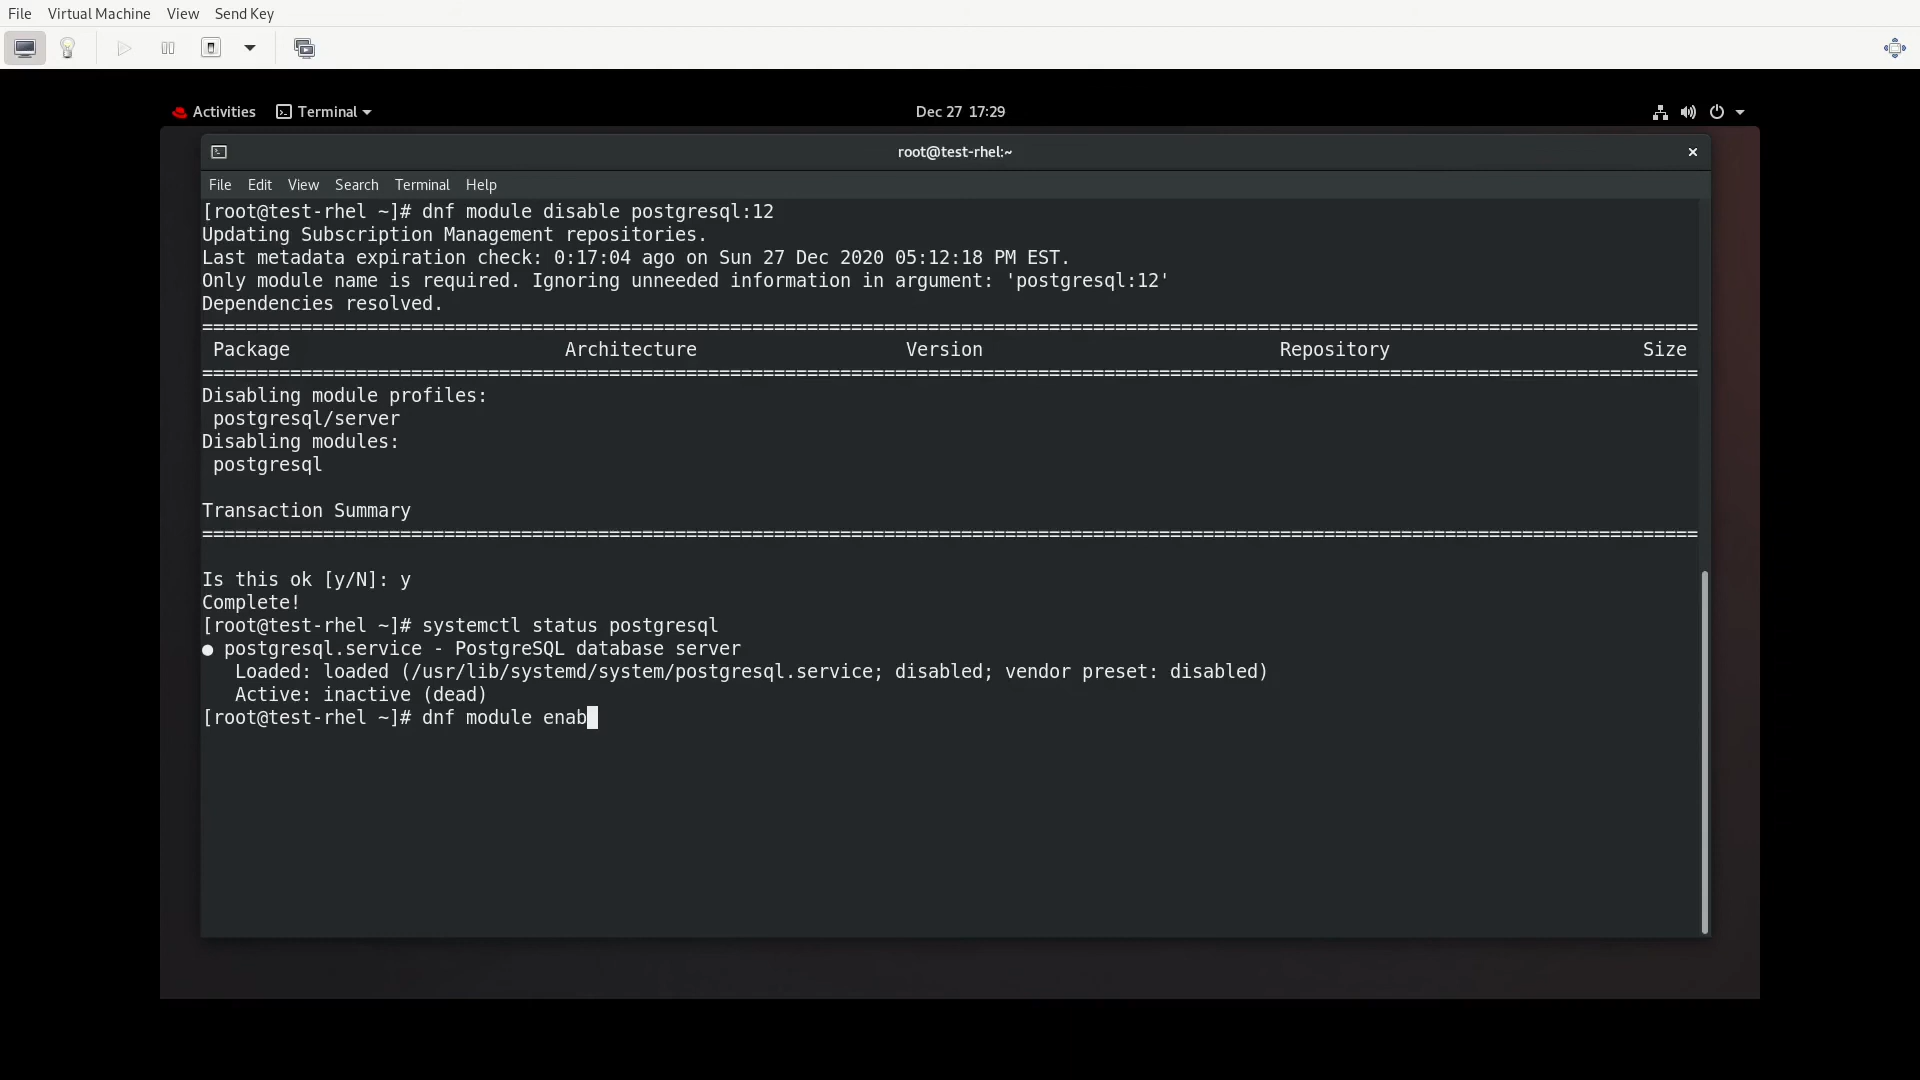 File Virtual Machine View Send Key
Activities Terminal Dec 27 17:29
root@test-rhel:~
File Edit View Search Terminal Help
[root@test-rhel ~]# dnf module disable postgresql:12
Updating Subscription Management repositories.
Last metadata expiration check: 0:17:04 ago on Sun 27 Dec 2020 05:12:18 PM EST.
Only module name is required. Ignoring unneeded information in argument: 'postgresql:12'
Dependencies resolved.
========================================================================================================================================
Package Architecture Version Repository Size
========================================================================================================================================
Disabling module profiles:
postgresql/server
Disabling modules:
postgresql
Transaction Summary
========================================================================================================================================
Is this ok [y/N]: y
Complete!
[root@test-rhel ~]# systemctl status postgresql
● postgresql.service - PostgreSQL database server
Loaded: loaded (/usr/lib/systemd/system/postgresql.service; disabled; vendor preset: disabled)
Active: inactive (dead)
[root@test-rhel ~]# dnf module enab